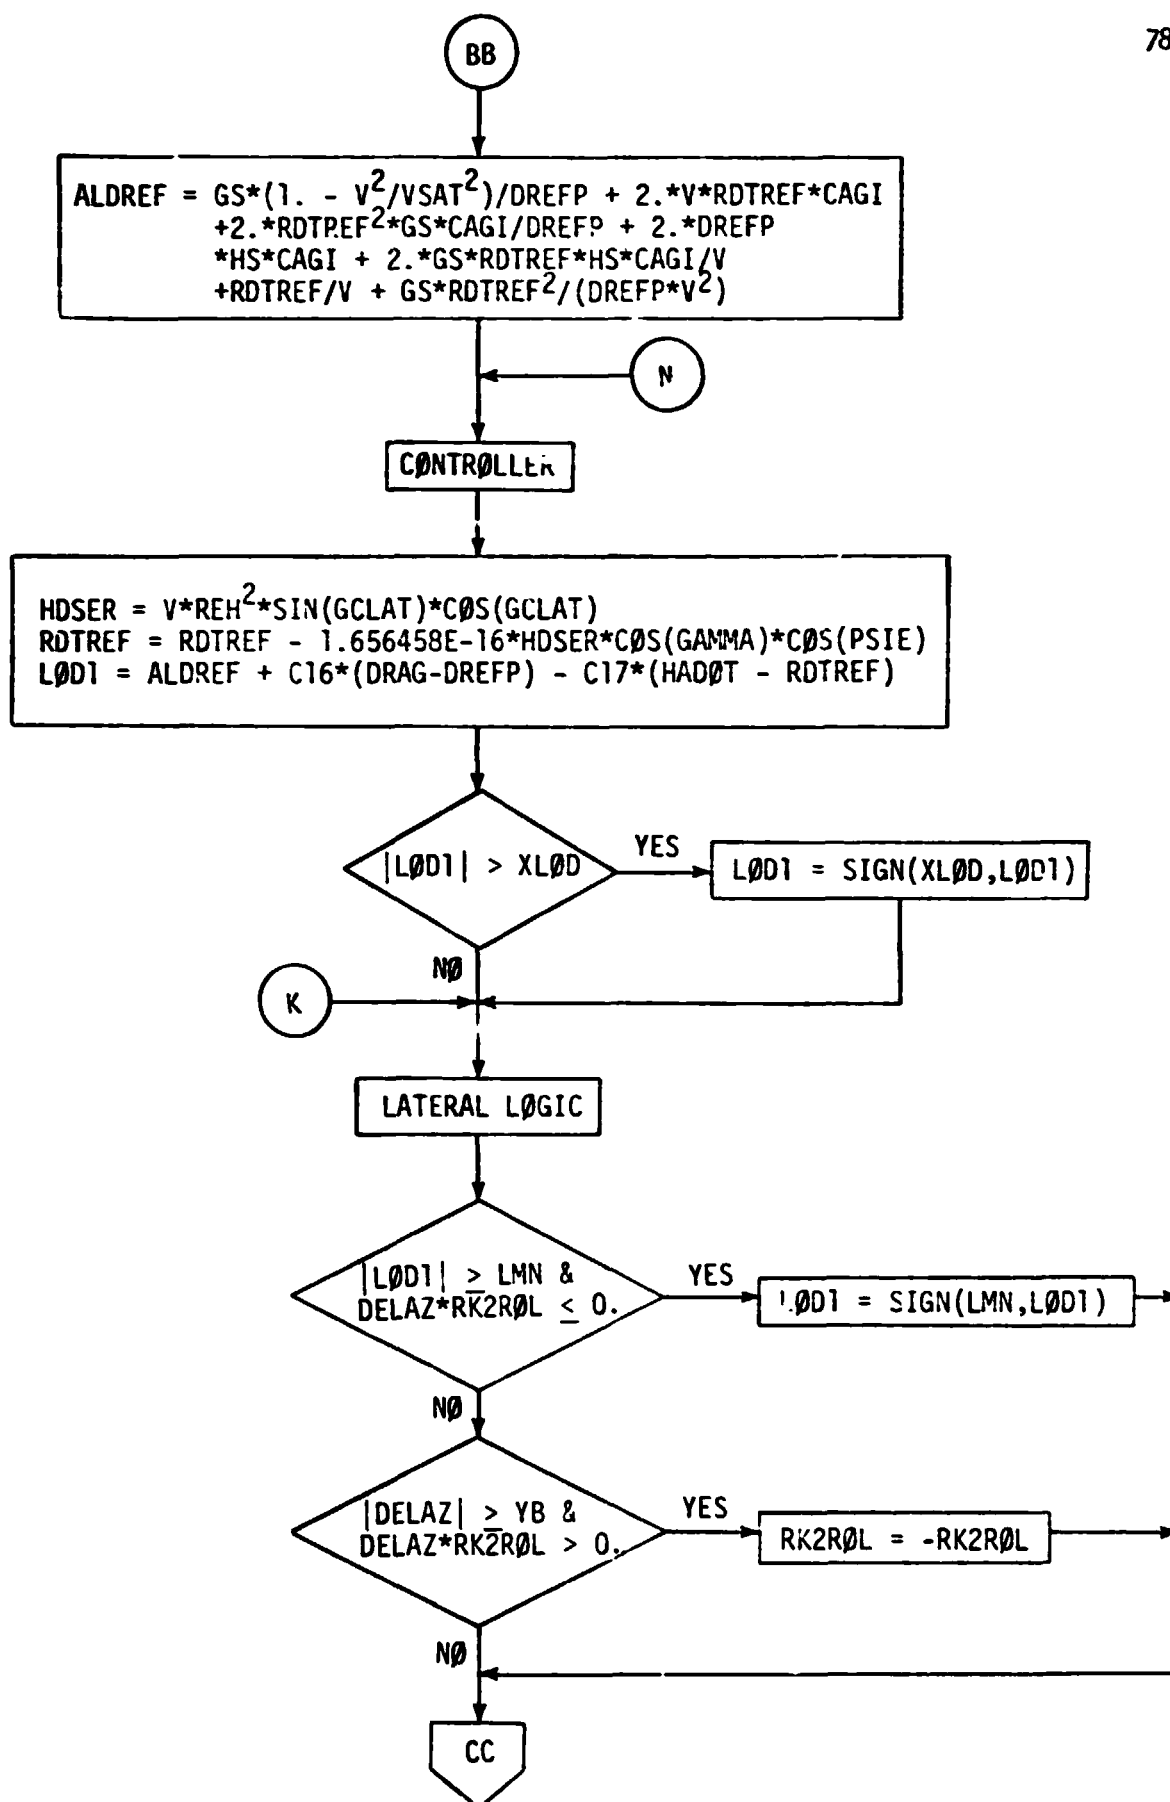 78
BB
ALDREF = GS*(1. - V²/VSAT²)/DREFP + 2.*V*RDTREF*CAGI
+2.*RDTREF²*GS*CAGI/DREFP + 2.*DREFP
*HS*CAGI + 2.*GS*RDTREF*HS*CAGI/V
+RDTREF/V + GS*RDTREF²/(DREFP*V²)
N
CØNTRØLLER
HDSER = V*REH²*SIN(GCLAT)*CØS(GCLAT)
RDTREF = RDTREF - 1.656458E-16*HDSER*CØS(GAMMA)*CØS(PSIE)
LØD1 = ALDREF + C16*(DRAG-DREFP) - C17*(HADØT - RDTREF)
|LØD1| > XLØD
YES
LØD1 = SIGN(XLØD,LØD1)
NØ
K
LATERAL LØGIC
|LØD1| ≥ LMN &
DELAZ*RK2RØL ≤ 0.
YES
LØD1 = SIGN(LMN,LØD1)
NØ
|DELAZ| ≥ YB &
DELAZ*RK2RØL > 0.
YES
RK2RØL = -RK2RØL
NØ
CC